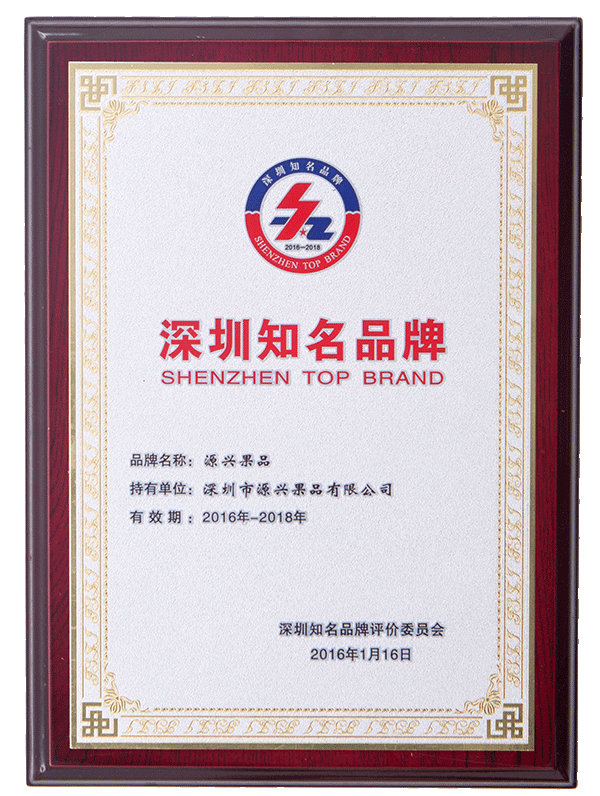 深圳知名品牌
2016-2018
SHENZHEN TOP BRAND
深圳知名品牌
SHENZHEN TOP BRAND
品牌名称：源兴果品
持有单位：深圳市源兴果品有限公司
有效期：2016年-2018年
深圳知名品牌评价委员会
2016年1月16日